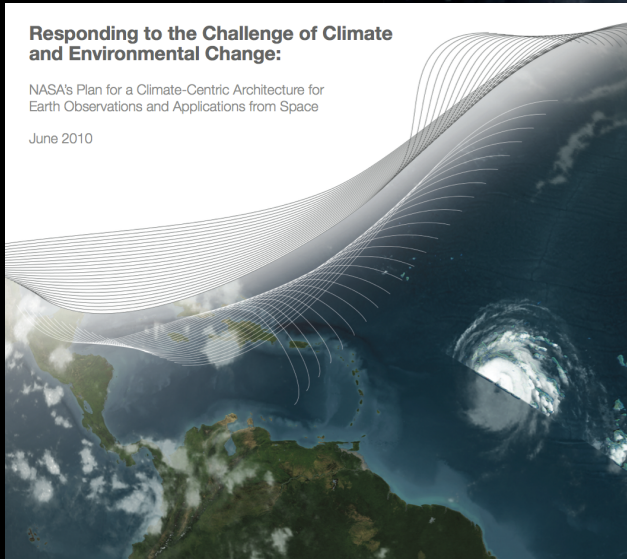 Responding to the Challenge of Climate
and Environmental Change:
NASA's Plan for a Climate-Centric Architecture for
Earth Observations and Applications from Space
June 2010